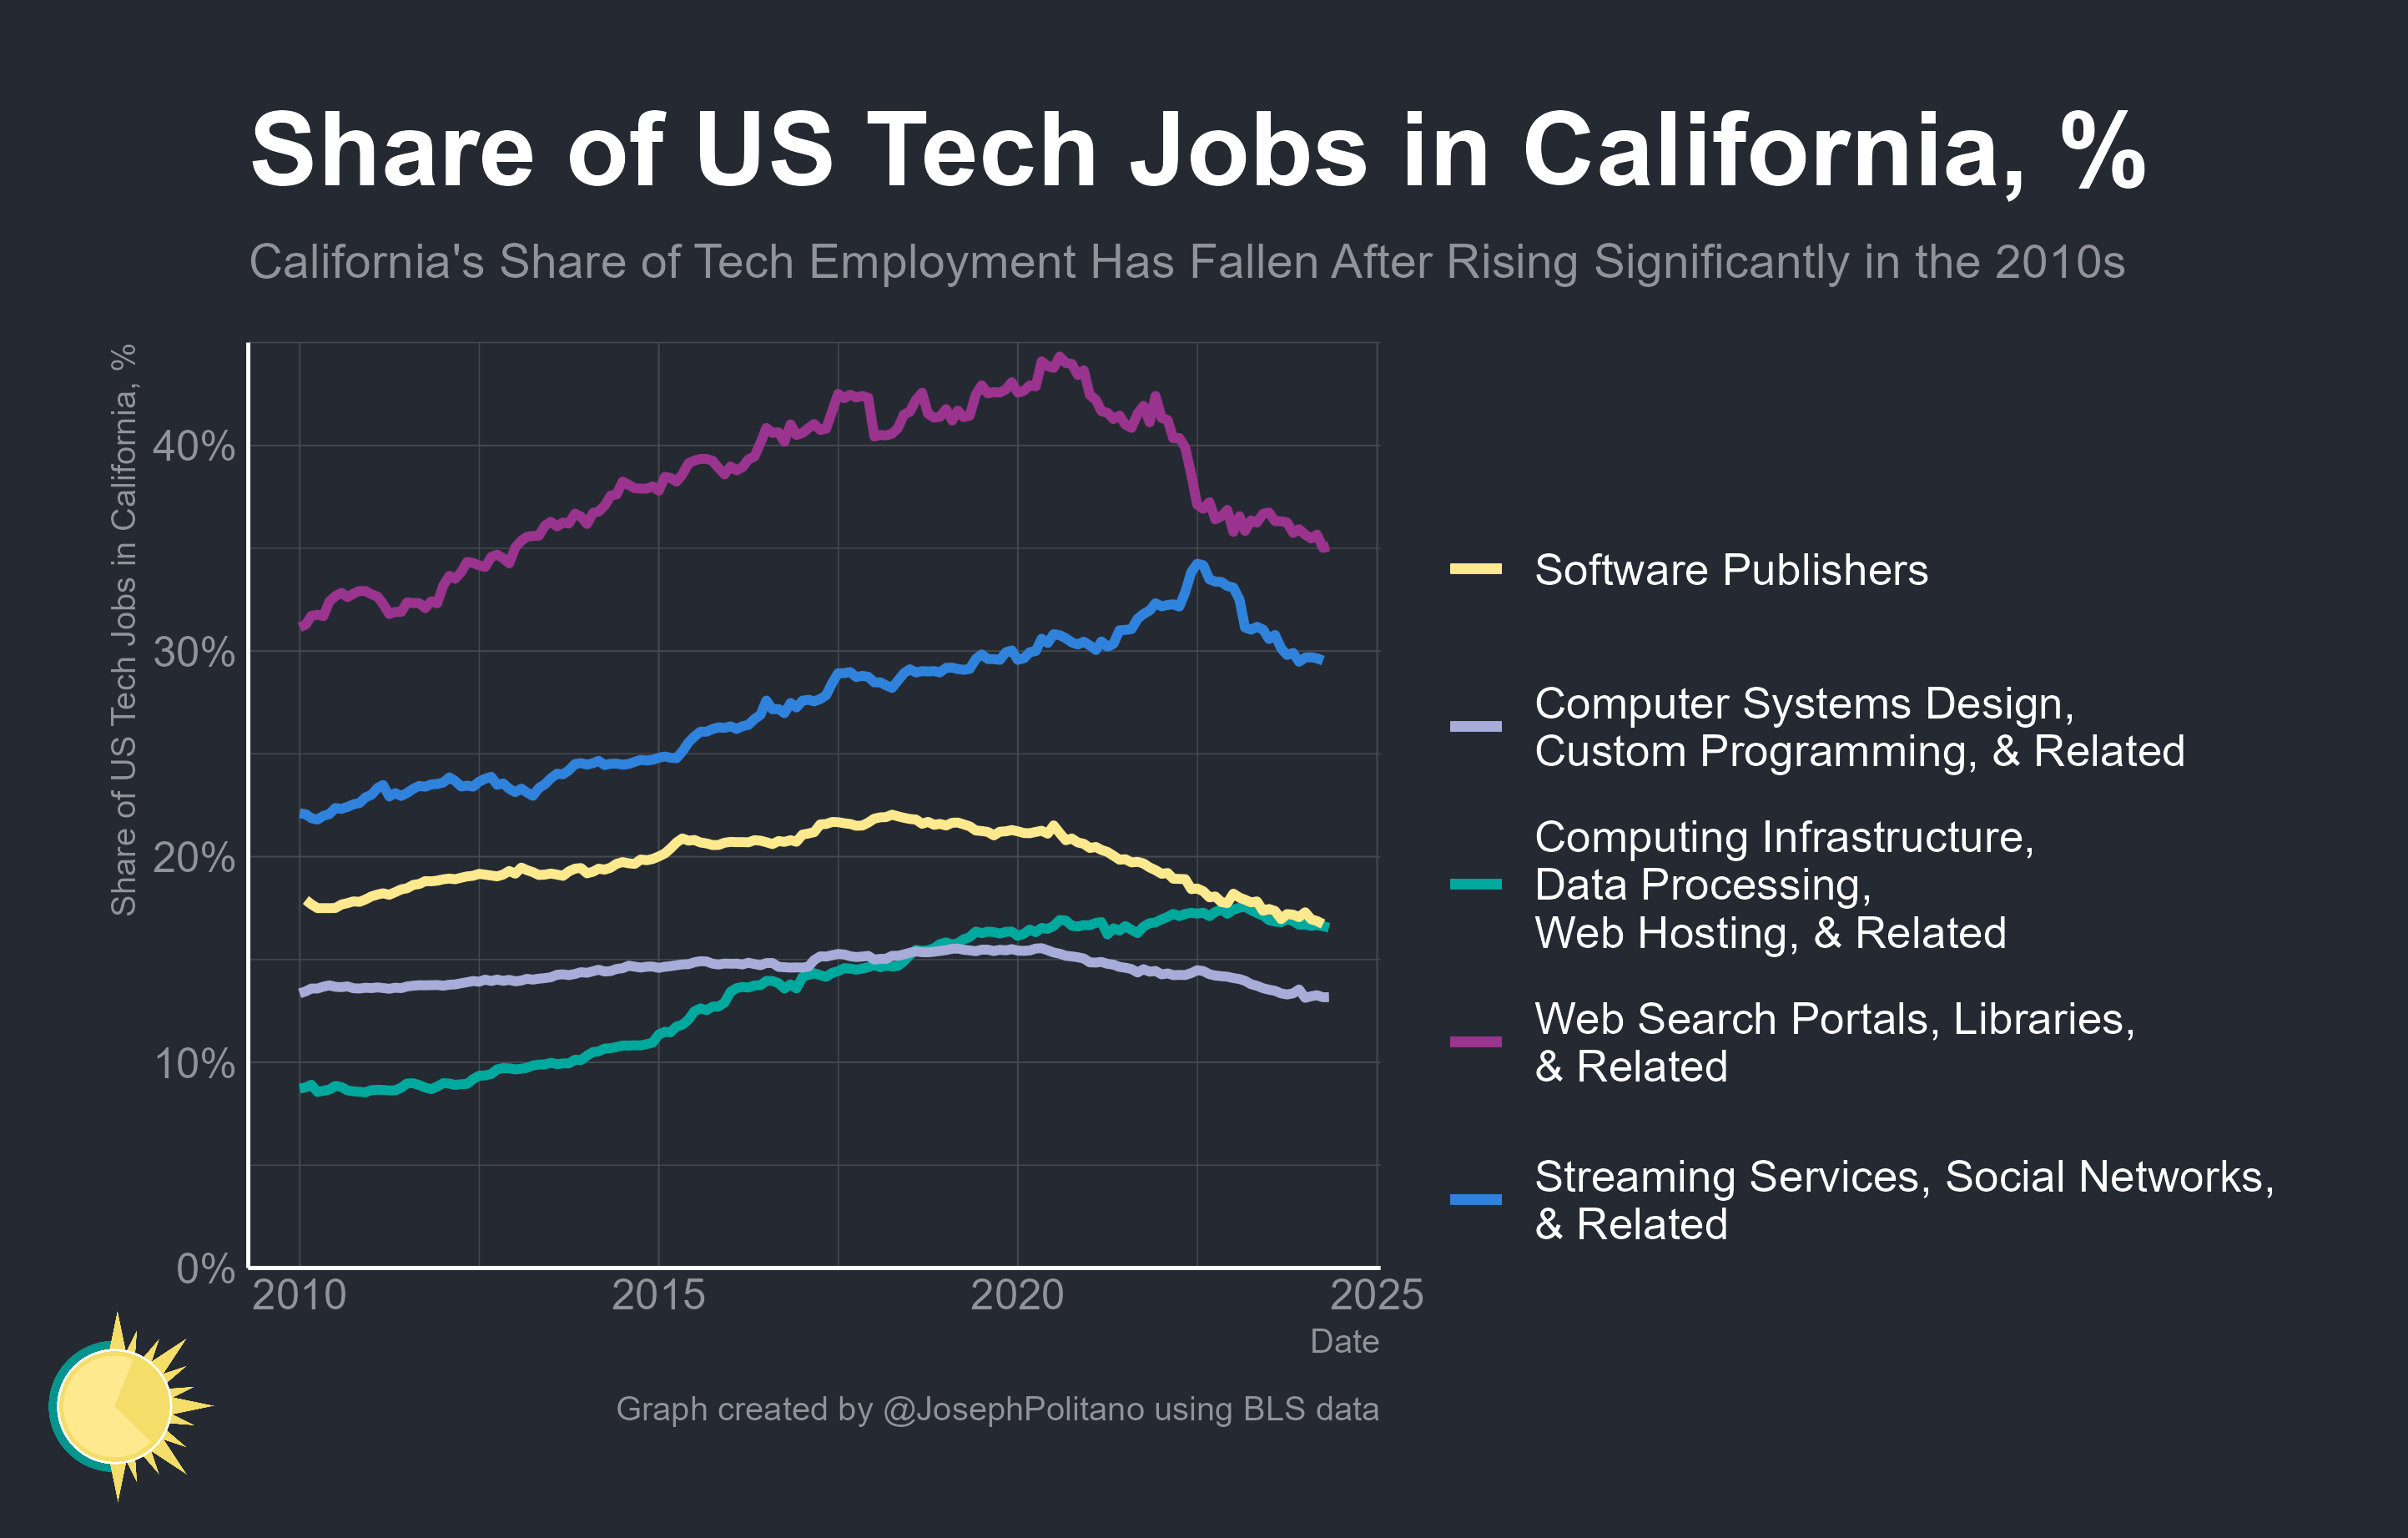 Share of US Tech Jobs in California, %
California's Share of Tech Employment Has Fallen After Rising Significantly in the 2010s
Share of US Tech Jobs in California, %
40%
30%
20%
10%
0%
2010
2015
2020
2025
Date
Software Publishers
Computer Systems Design,
Custom Programming, & Related
Computing Infrastructure,
Data Processing,
Web Hosting, & Related
Web Search Portals, Libraries,
& Related
Streaming Services, Social Networks,
& Related
Graph created by @JosephPolitano using BLS data